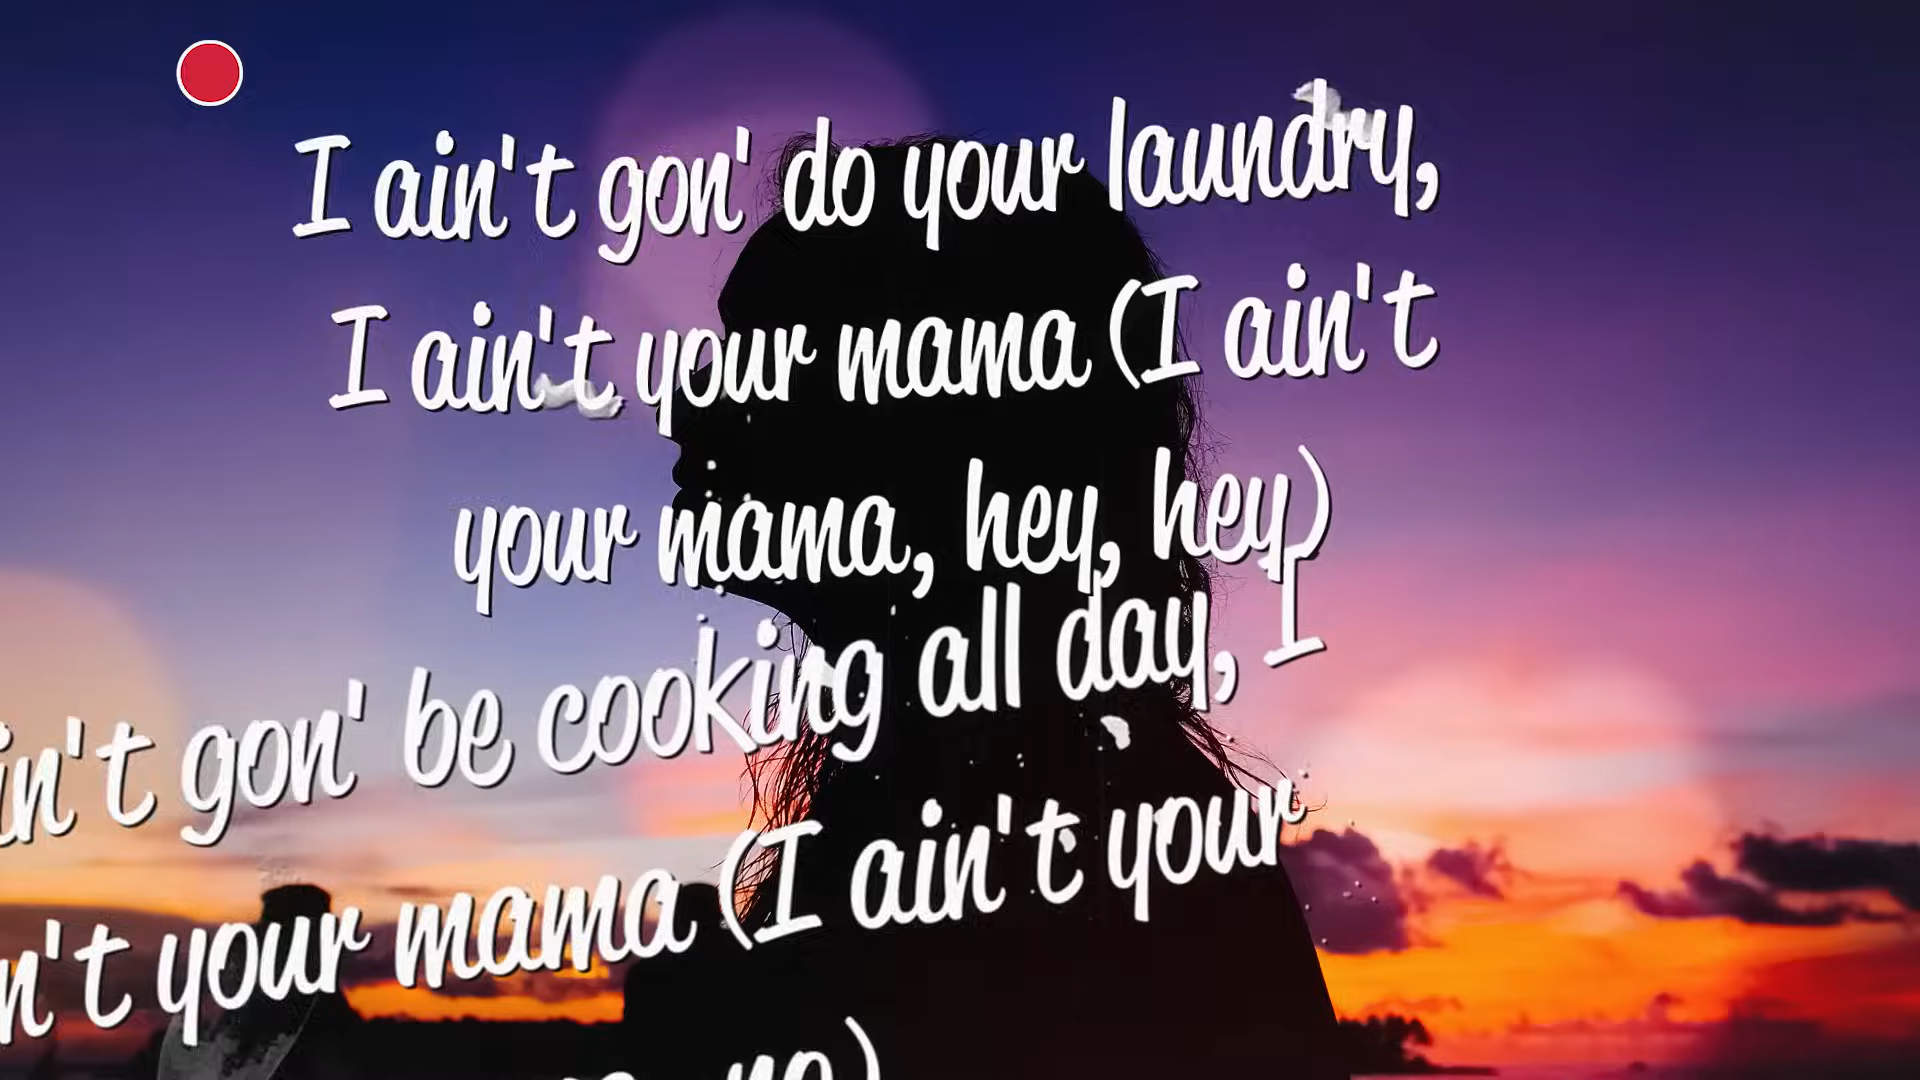 I ain't gon' do your laundry,
I ain't your mama (I ain't
your mama, hey, hey)
gon' be cooking all day, I
your mama (I ain't your
no)